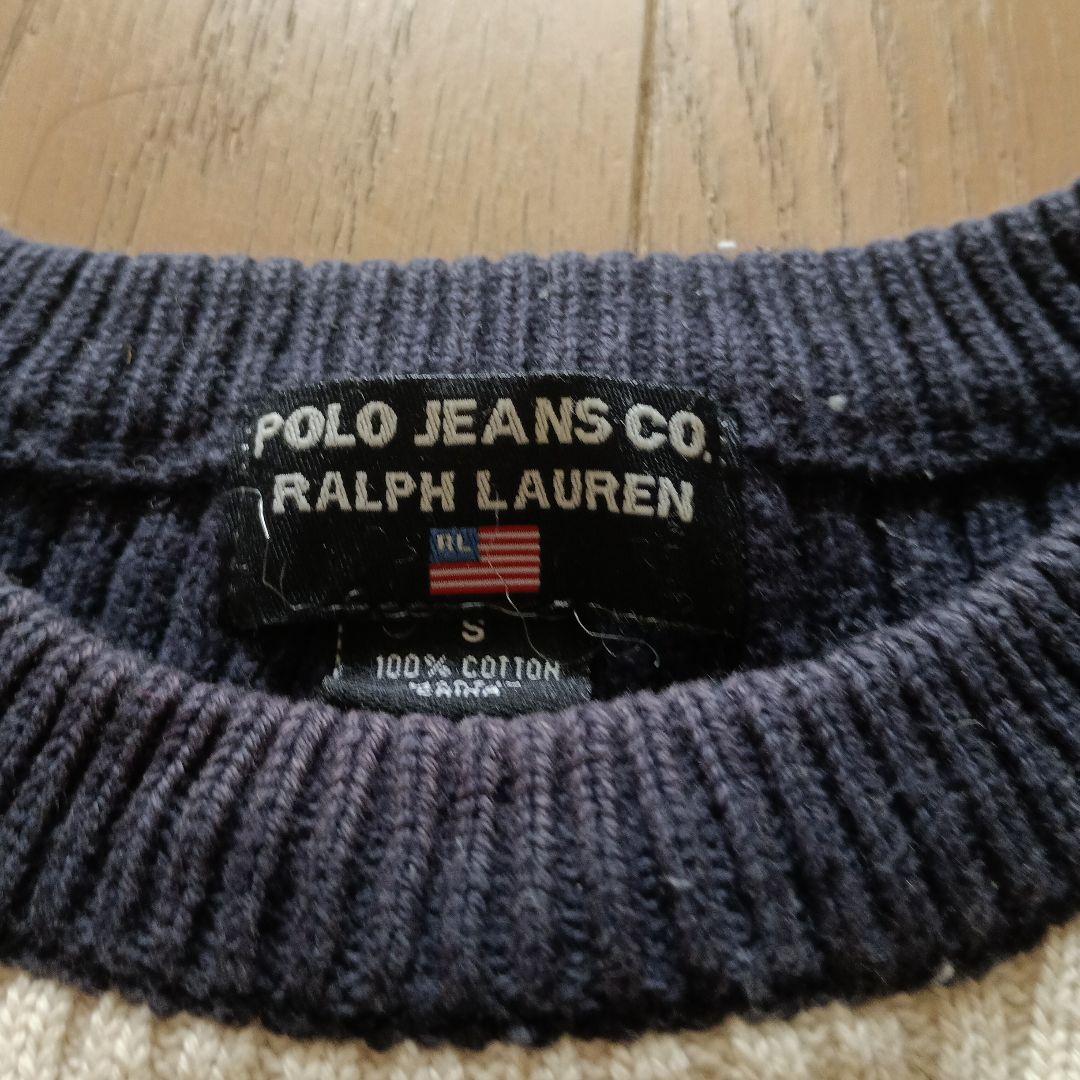 POLO JEANS CO.
RALPH LAUREN
RL
S
100% COTTON